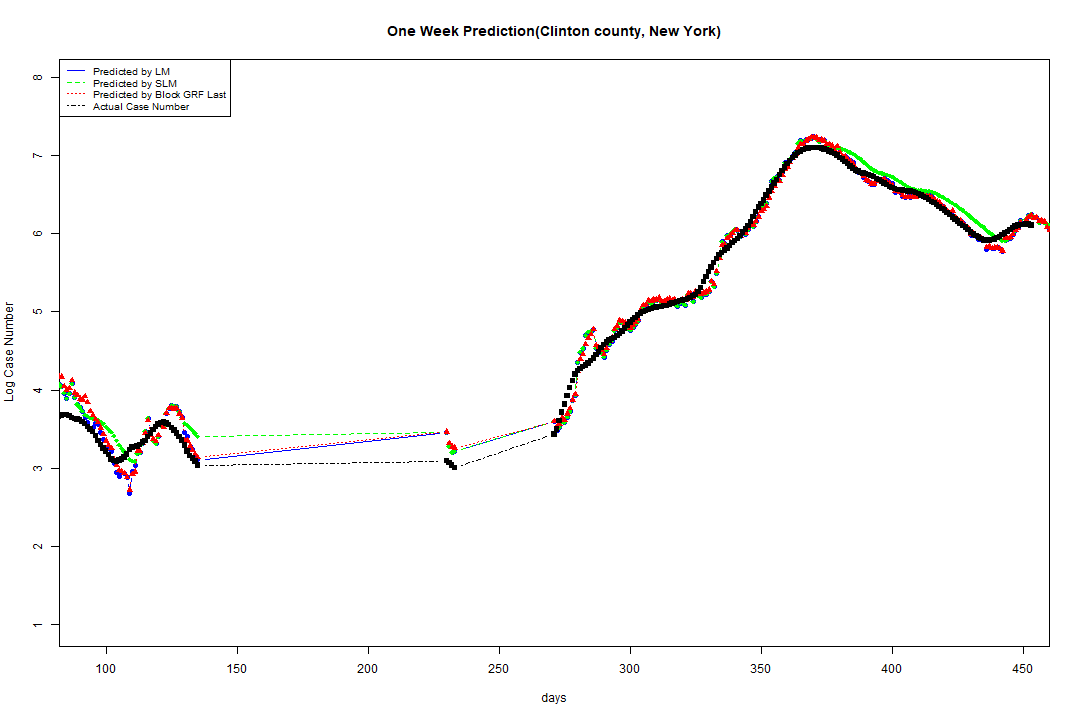 One Week Prediction(Clinton county, New York)
Predicted by LM
Predicted by SLM
Predicted by Block GRF Last
Actual Case Number
Log Case Number
8
7
6
5
4
3
2
1
100 150 200 250 300 350 400 450
days